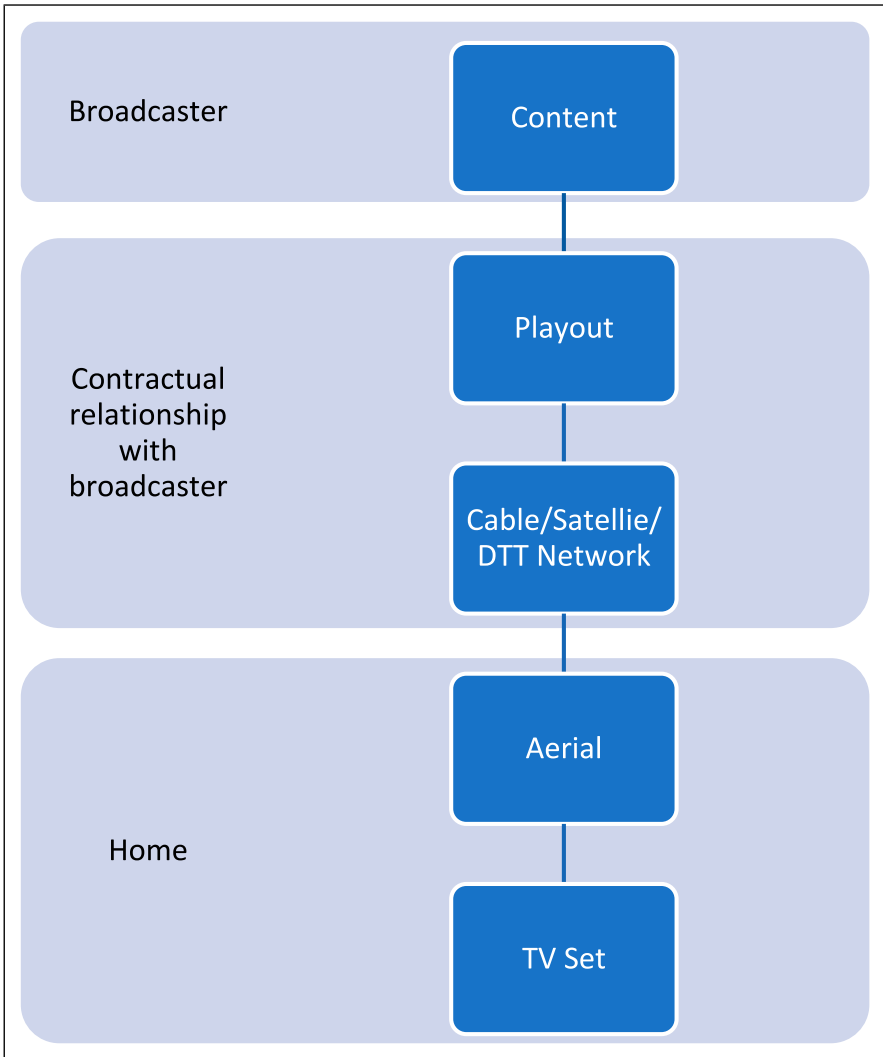 Broadcaster
Content
Contractual
relationship
with
broadcaster
Playout
Cable/Satellie/
DTT Network
Home
Aerial
TV Set